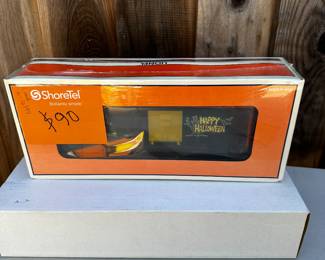 ShoreTel
Brilliantly simple
$90
HAPPY
HALLOWEEN